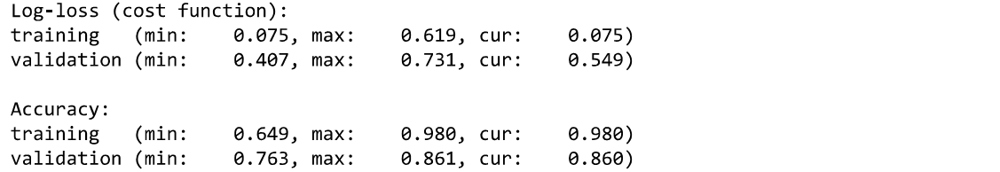 Log-loss (cost function):
training   (min:    0.075, max:    0.619, cur:    0.075)
validation (min:    0.407, max:    0.731, cur:    0.549)

Accuracy:
training   (min:    0.649, max:    0.980, cur:    0.980)
validation (min:    0.763, max:    0.861, cur:    0.860)